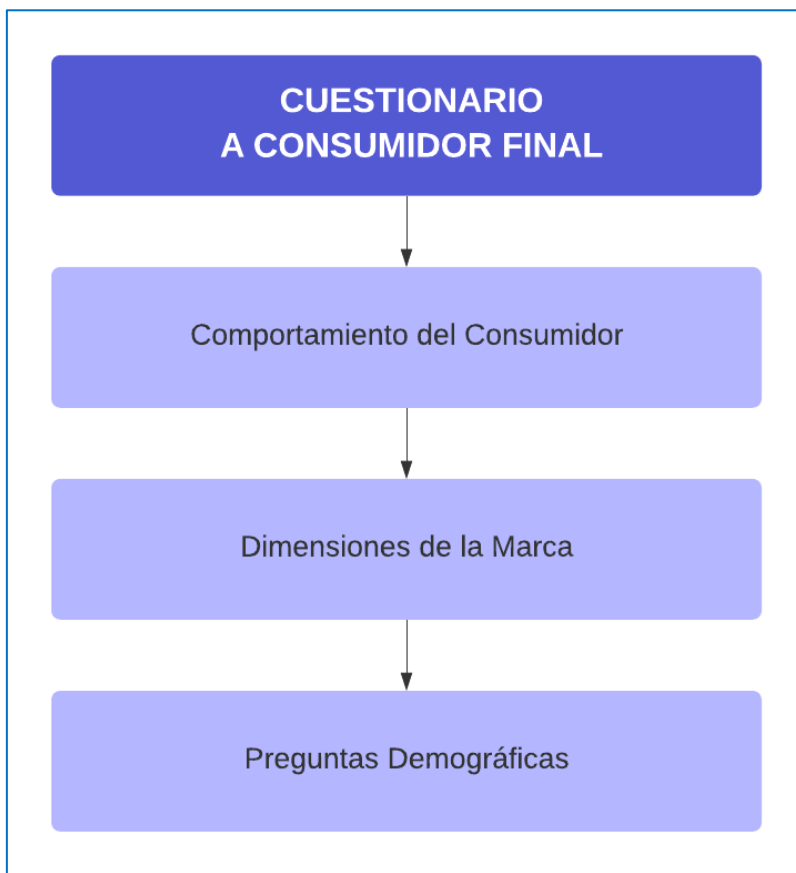 CUESTIONARIO
A CONSUMIDOR FINAL
Comportamiento del Consumidor
Dimensiones de la Marca
Preguntas Demográficas